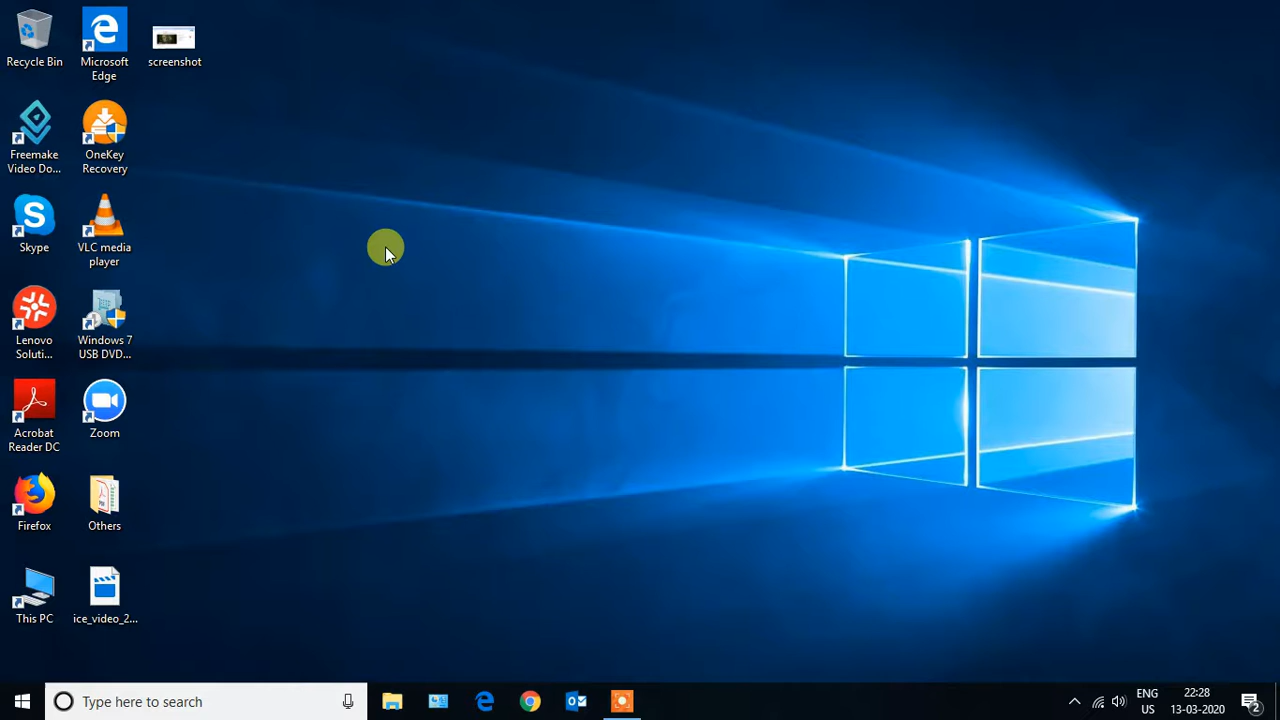 Recycle Bin
Microsoft
Edge
screenshot
Freemake
Video Do...
OneKey
Recovery
Skype
VLC media
player
Lenovo
Soluti...
Windows 7
USB DVD...
Acrobat
Reader DC
Zoom
Firefox
Others
This PC
ice_video_2...
Type here to search
ENG
US
22:28
13-03-2020
2